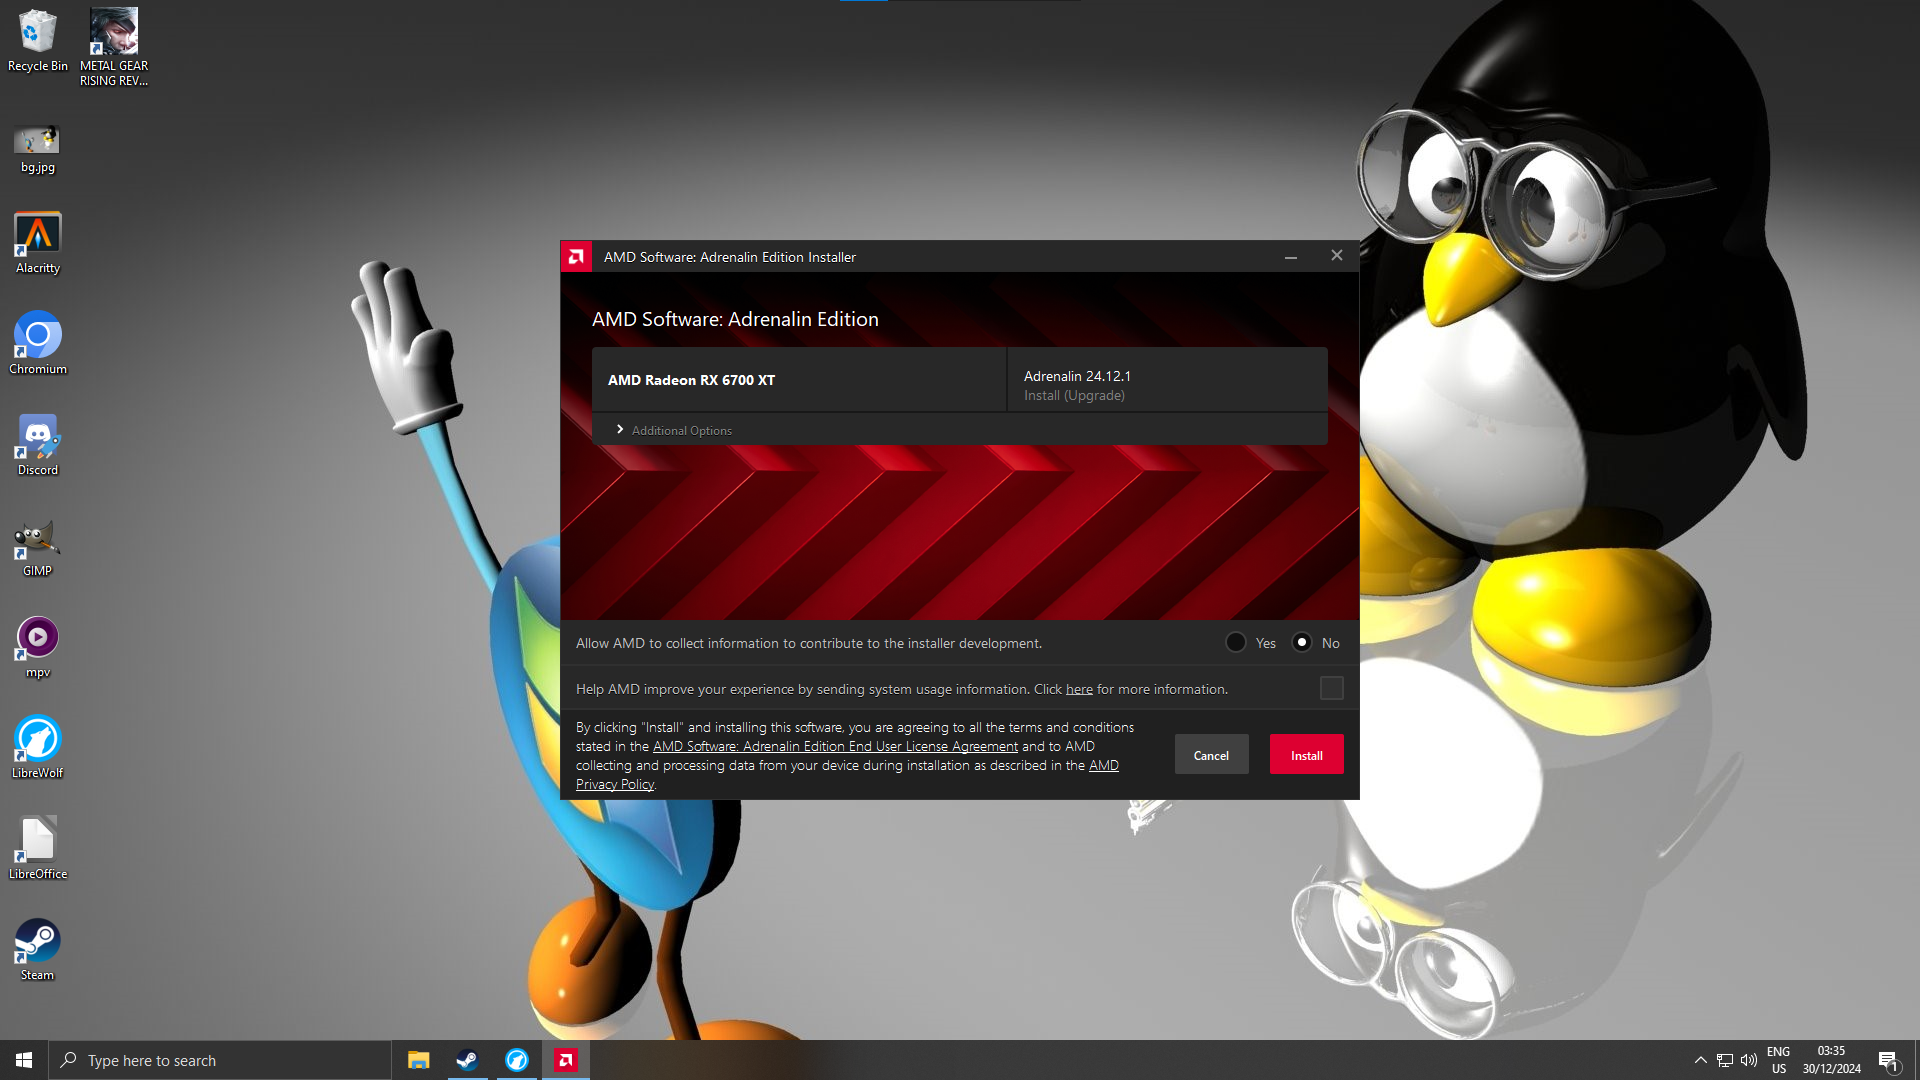 Recycle Bin
METAL GEAR
RISING REV...
bg.jpg
Alacritty
Chromium
Discord
GIMP
mpv
LibreWolf
LibreOffice
Steam
AMD Software: Adrenalin Edition Installer
AMD Software: Adrenalin Edition
AMD Radeon RX 6700 XT
Adrenalin 24.12.1
Install (Upgrade)
Additional Options
Allow AMD to collect information to contribute to the installer development.
Yes
No
Help AMD improve your experience by sending system usage information. Click here for more information.
By clicking "Install" and installing this software, you are agreeing to all the terms and conditions
stated in the AMD Software: Adrenalin Edition End User License Agreement and to AMD
collecting and processing data from your device during installation as described in the AMD
Privacy Policy.
Cancel
Install
Type here to search
ENG
US
03:35
30/12/2024
1